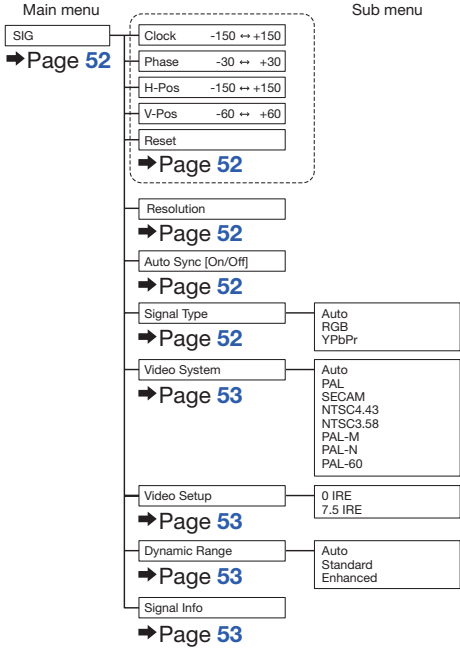 Main menu
Sub menu
SIG
➡Page 52
Clock -150 ↔ +150
Phase -30 ↔ +30
H-Pos -150 ↔ +150
V-Pos -60 ↔ +60
Reset
➡Page 52
Resolution
➡Page 52
Auto Sync [On/Off]
➡Page 52
Signal Type
➡Page 52
Auto
RGB
YPbPr
Video System
➡Page 53
Auto
PAL
SECAM
NTSC4.43
NTSC3.58
PAL-M
PAL-N
PAL-60
Video Setup
➡Page 53
0 IRE
7.5 IRE
Dynamic Range
➡Page 53
Auto
Standard
Enhanced
Signal Info
➡Page 53